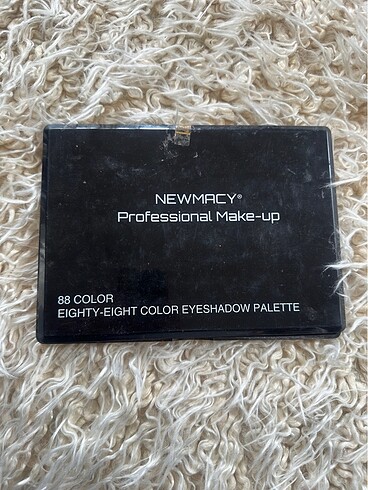 NEWMACY®
Professional Make-up
88 COLOR
EIGHTY-EIGHT COLOR EYESHADOW PALETTE